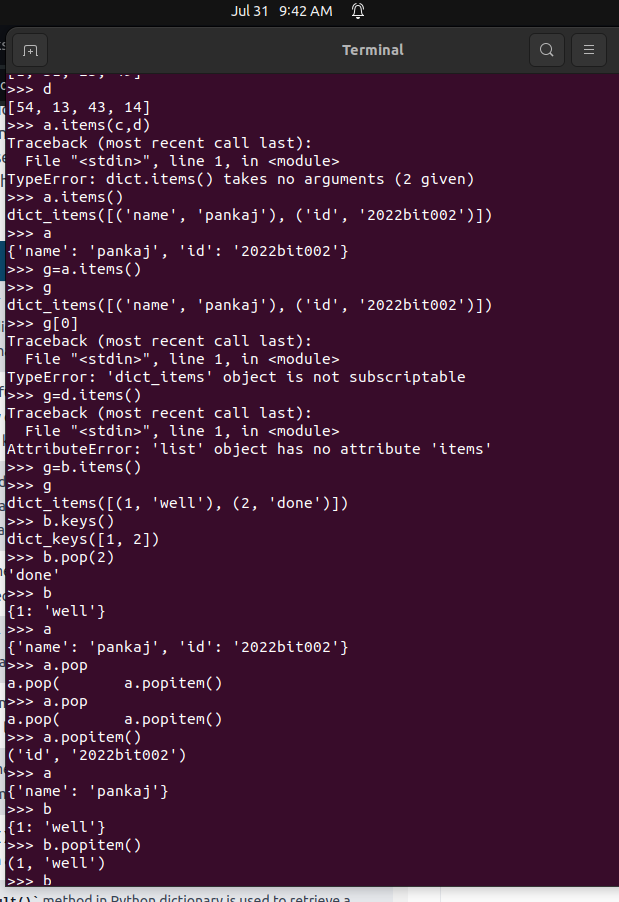 Jul 31 9:42 AM
Terminal
>>> d
[54, 13, 43, 14]
>>> a.items(c,d)
Traceback (most recent call last):
  File "<stdin>", line 1, in <module>
TypeError: dict.items() takes no arguments (2 given)
>>> a.items()
dict_items([('name', 'pankaj'), ('id', '2022bit002')])
>>> a
{'name': 'pankaj', 'id': '2022bit002'}
>>> g=a.items()
>>> g
dict_items([('name', 'pankaj'), ('id', '2022bit002')])
>>> g[0]
Traceback (most recent call last):
  File "<stdin>", line 1, in <module>
TypeError: 'dict_items' object is not subscriptable
>>> g=d.items()
Traceback (most recent call last):
  File "<stdin>", line 1, in <module>
AttributeError: 'list' object has no attribute 'items'
>>> g=b.items()
>>> g
dict_items([(1, 'well'), (2, 'done')])
>>> b.keys()
dict_keys([1, 2])
>>> b.pop(2)
'done'
>>> b
{1: 'well'}
>>> a
{'name': 'pankaj', 'id': '2022bit002'}
>>> a.pop
a.pop(       a.popitem()
>>> a.pop
a.pop(       a.popitem()
>>> a.popitem()
('id', '2022bit002')
>>> a
{'name': 'pankaj'}
>>> b
{1: 'well'}
>>> b.popitem()
(1, 'well')
>>> b
method in Python dictionary is used to retrieve a